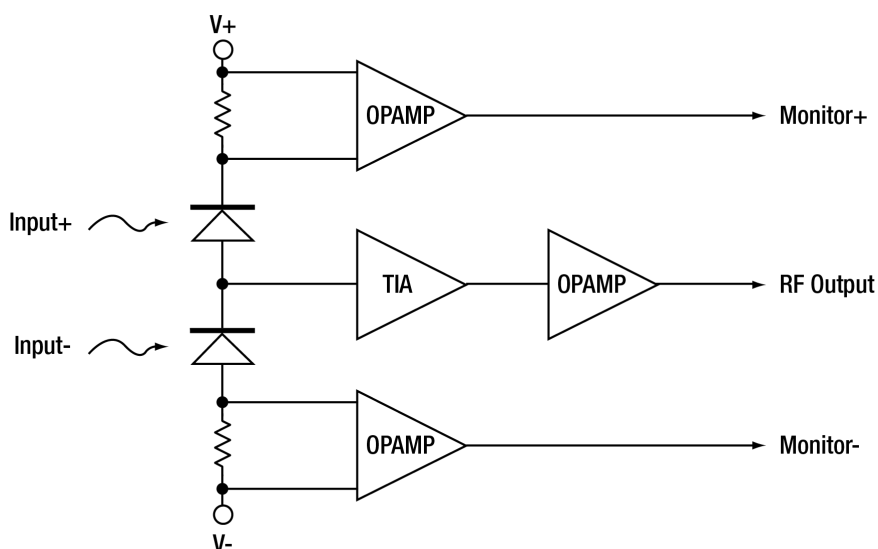 V+
OPAMP
Monitor+
Input+
TIA
OPAMP
RF Output
Input-
OPAMP
Monitor-
V-